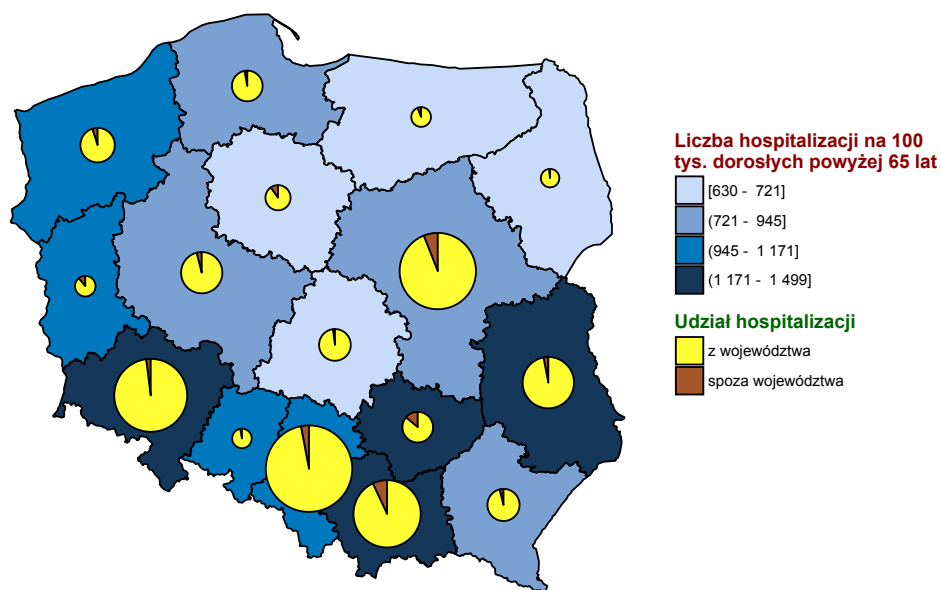 Liczba hospitalizacji na 100
tys. dorosłych powyżej 65 lat
[630 - 721]
(721 - 945]
(945 - 1 171]
(1 171 - 1 499]
Udział hospitalizacji
z województwa
spoza województwa